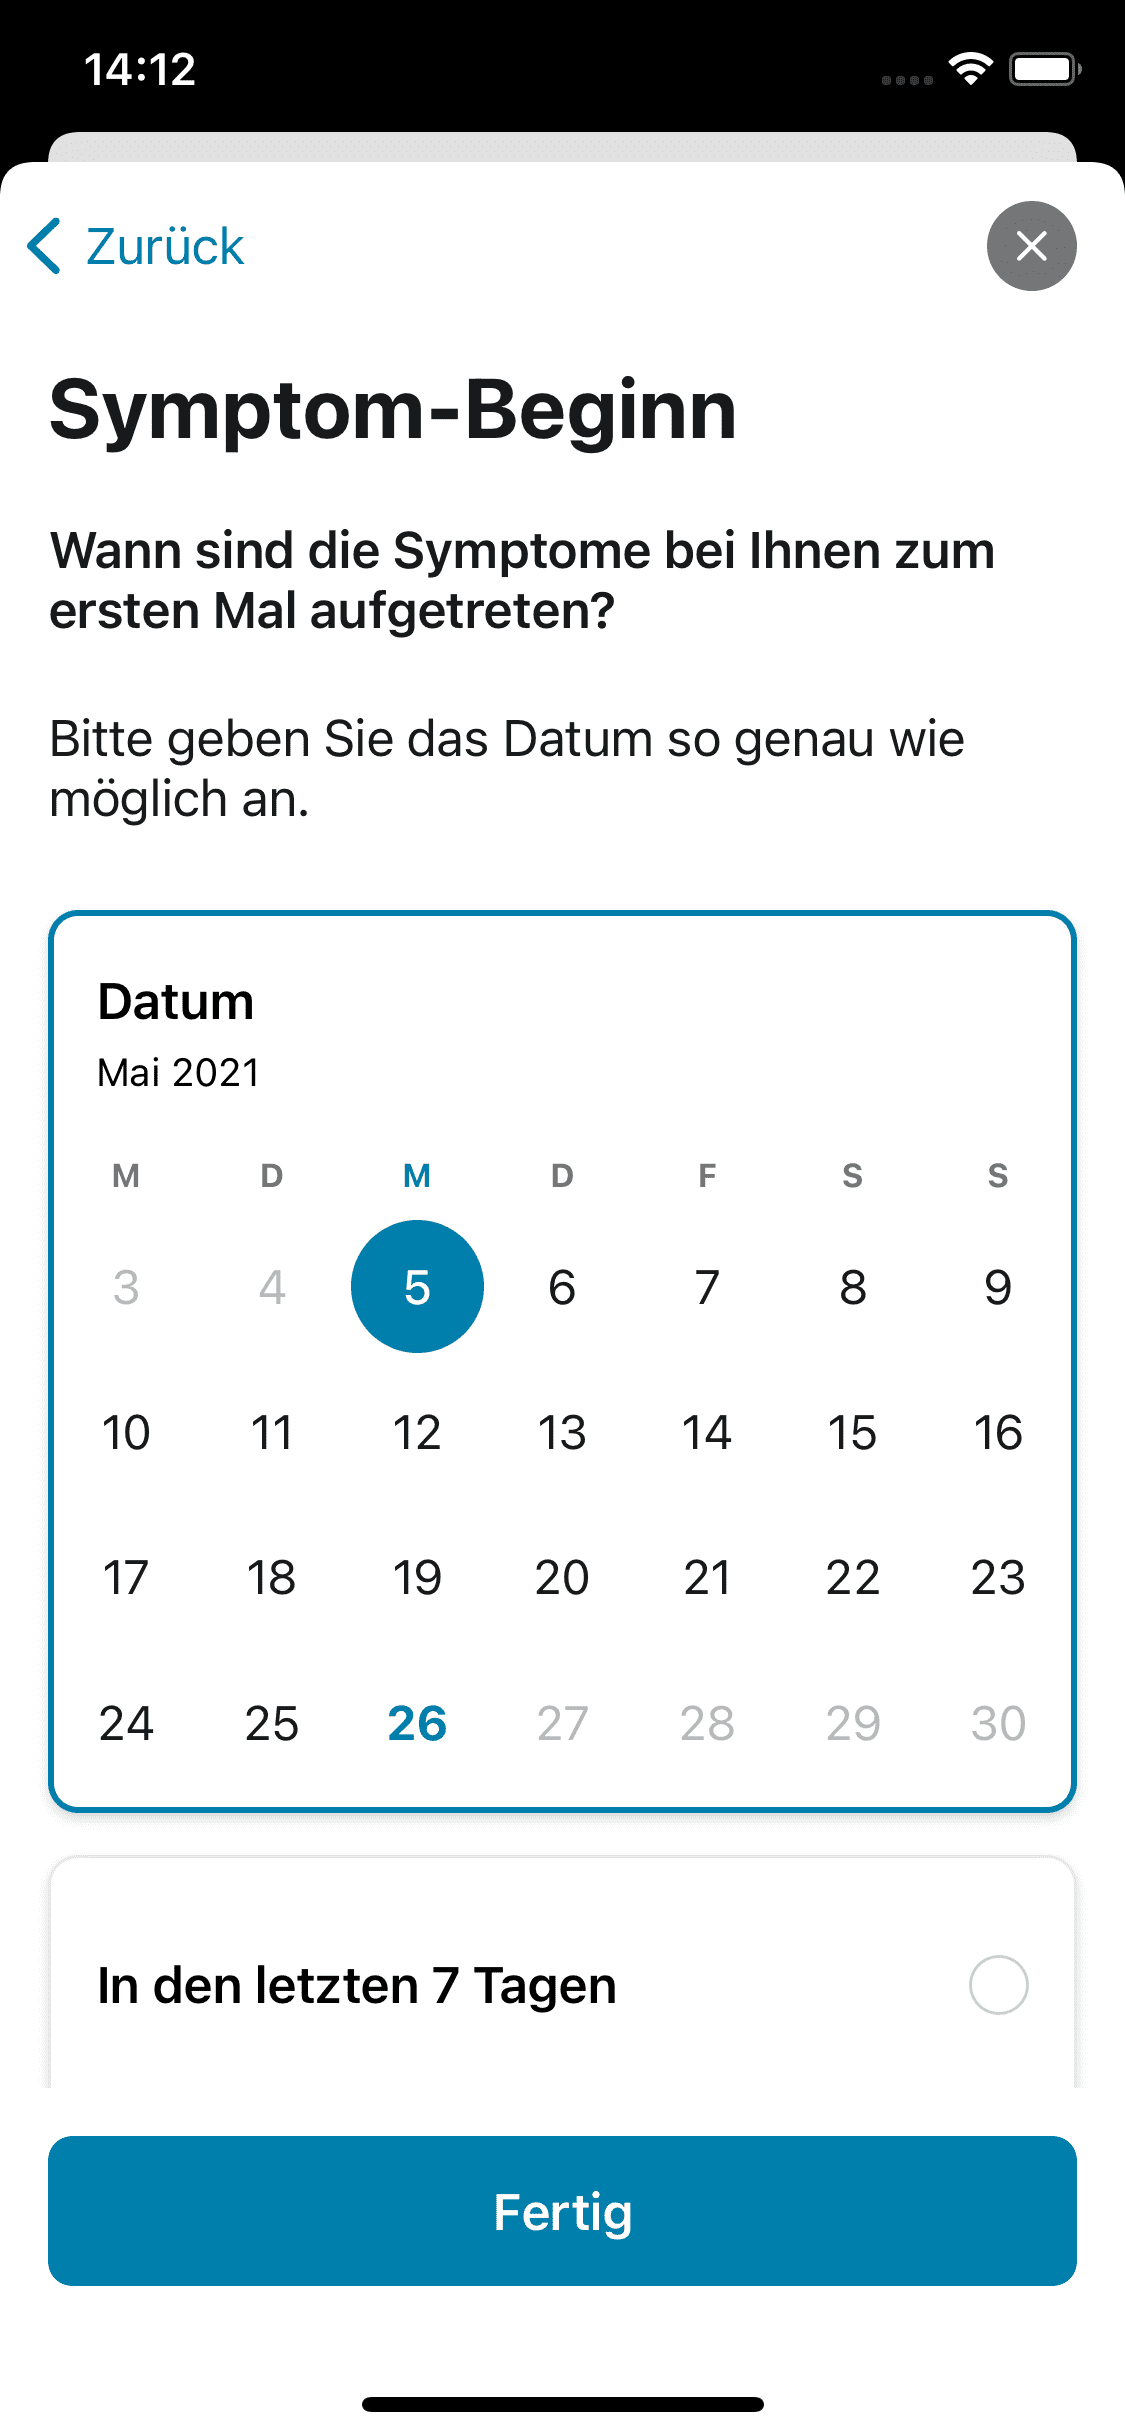 14:12
Zurück
Symptom-Beginn
Wann sind die Symptome bei Ihnen zum
ersten Mal aufgetreten?
Bitte geben Sie das Datum so genau wie
möglich an.
Datum
Mai 2021
M D M D F S S
3 4 5 6 7 8 9
10 11 12 13 14 15 16
17 18 19 20 21 22 23
24 25 26 27 28 29 30
In den letzten 7 Tagen
Fertig